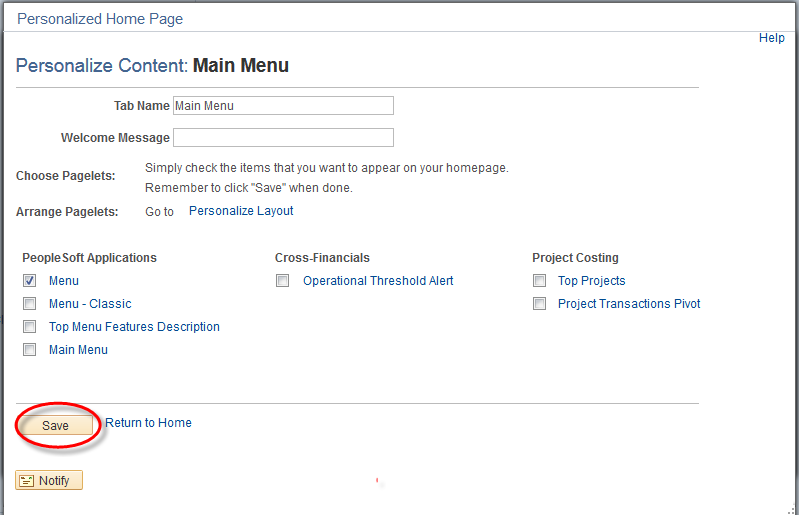 Personalized Home Page
Help
Personalize Content: Main Menu
Tab Name Main Menu
Welcome Message
Choose Pagelets: Simply check the items that you want to appear on your homepage.
Remember to click "Save" when done.
Arrange Pagelets: Go to Personalize Layout
PeopleSoft Applications Cross-Financials Project Costing
Menu Operational Threshold Alert Top Projects
Menu - Classic Project Transactions Pivot
Top Menu Features Description
Main Menu
Save Return to Home
Notify